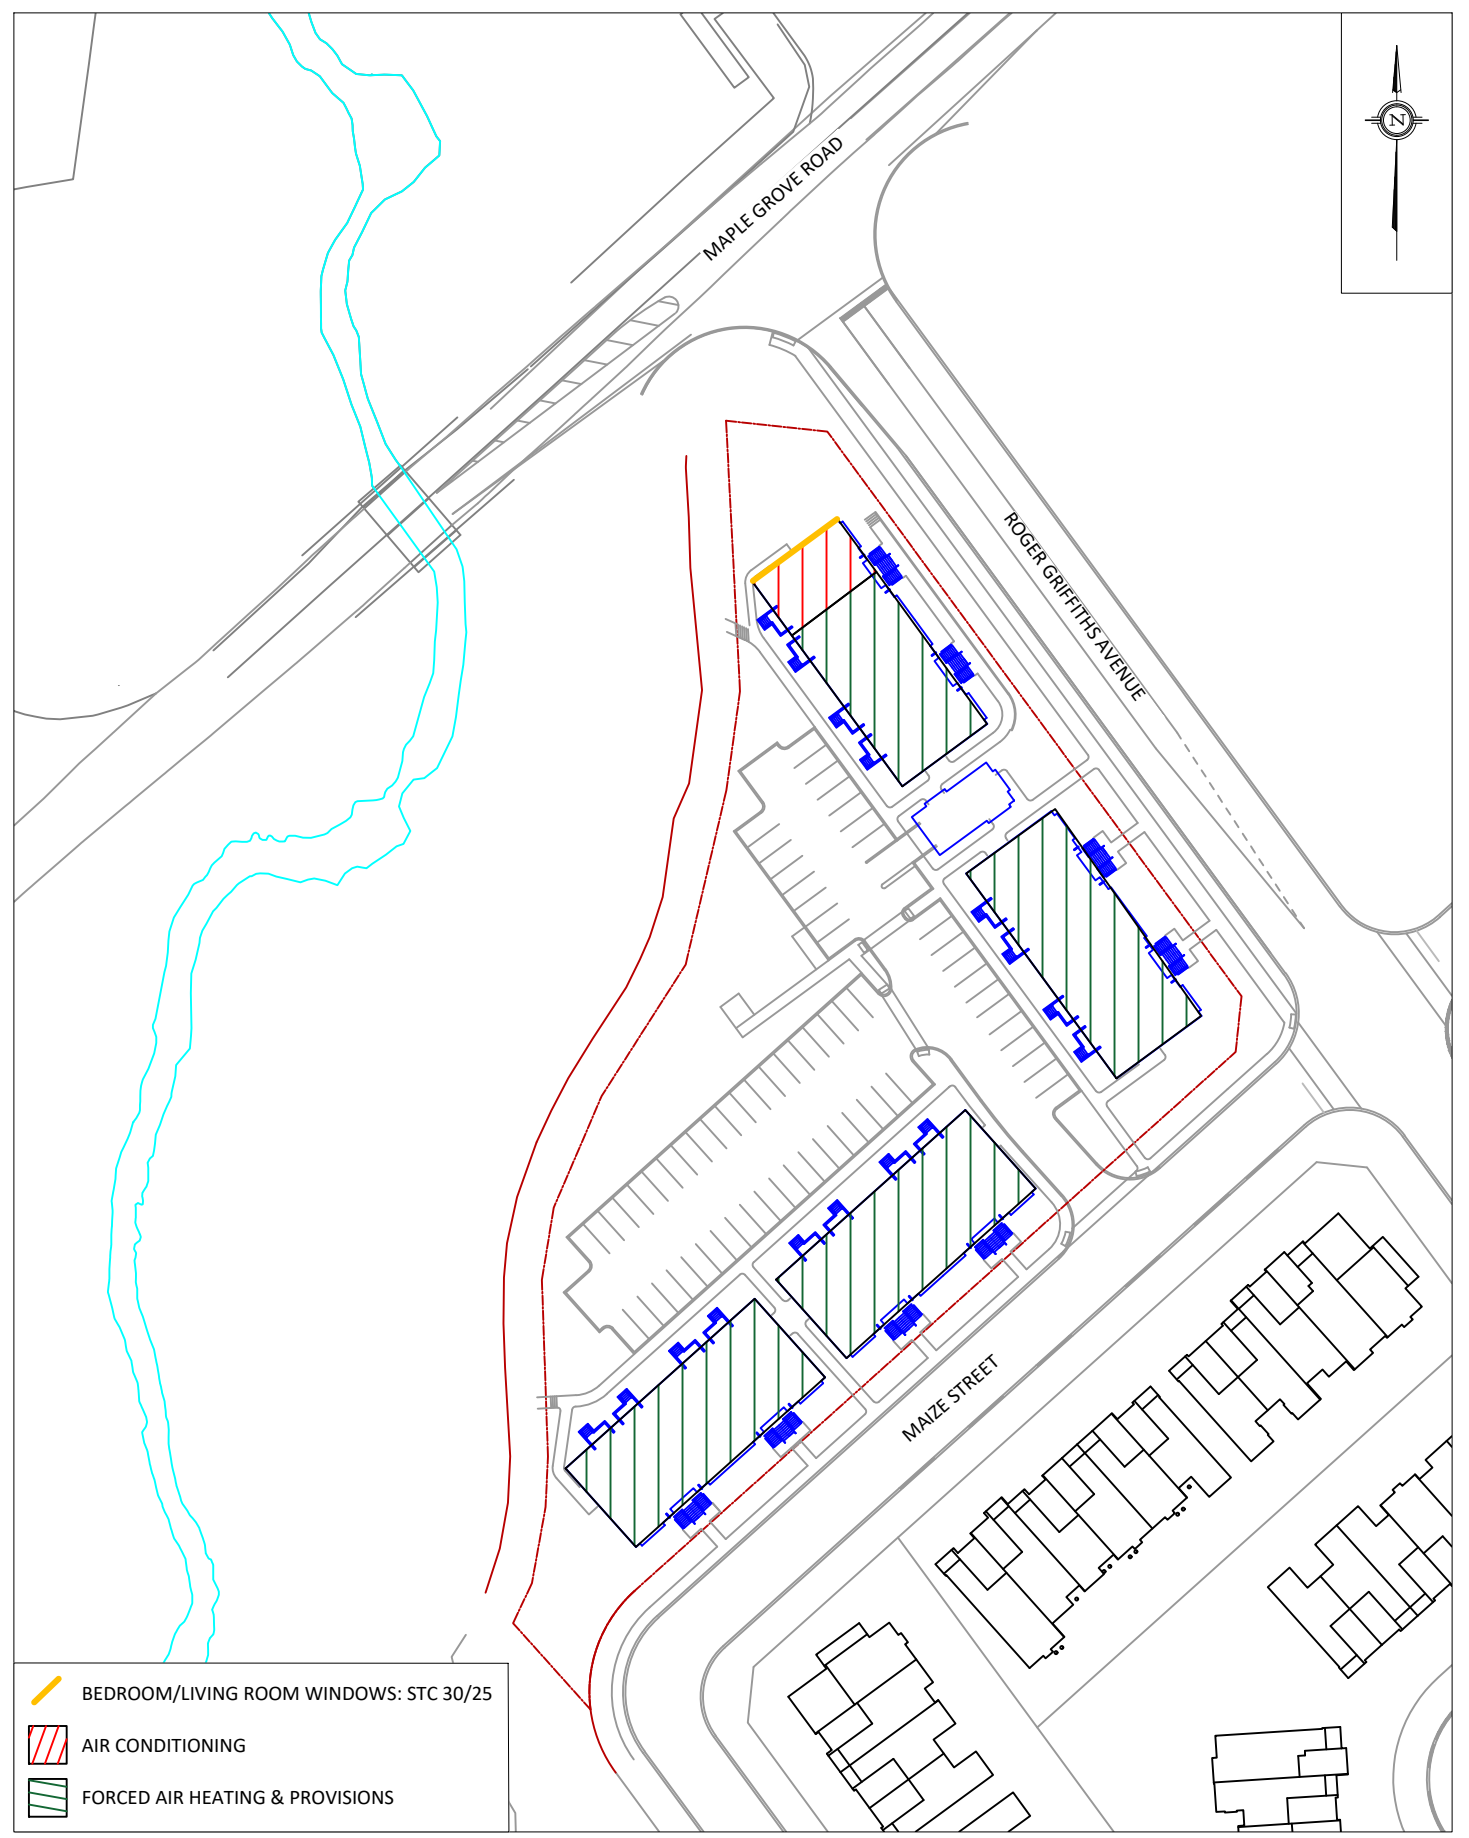 N
MAPLE GROVE ROAD
ROGER GRIFFITHS AVENUE
MAIZE STREET
BEDROOM/LIVING ROOM WINDOWS: STC 30/25
AIR CONDITIONING
FORCED AIR HEATING & PROVISIONS